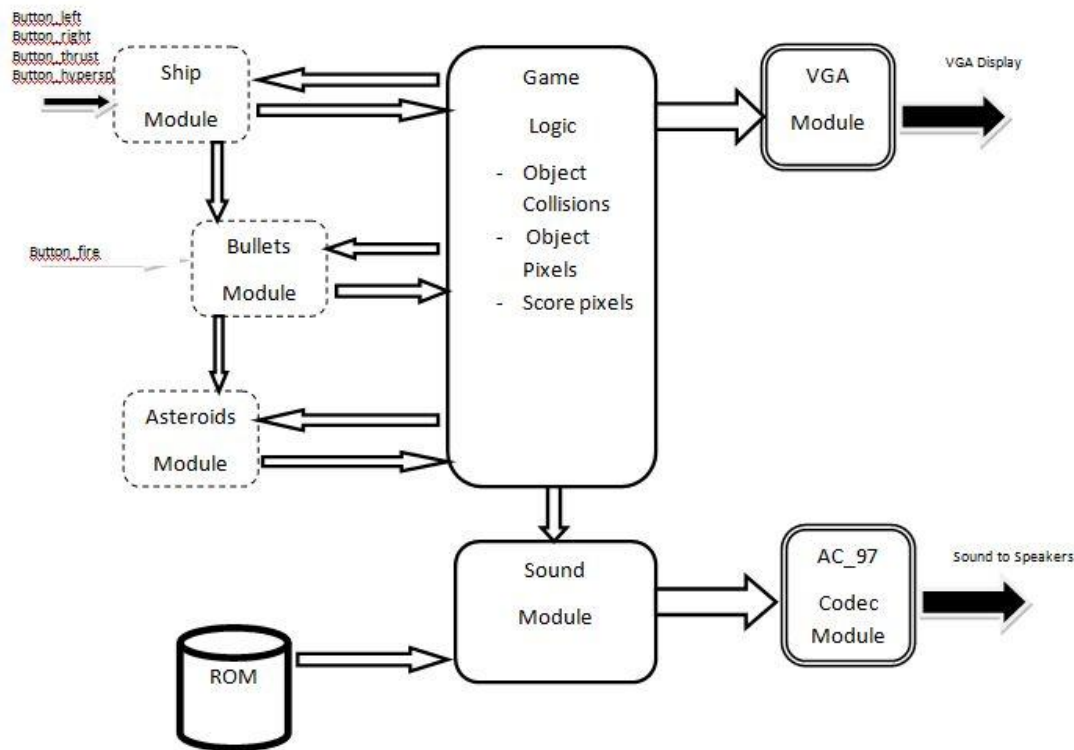 Button_left
Button_right
Button_thrust
Button_hypersp
Ship
Module
Game
Logic
- Object
Collisions
- Object
Pixels
- Score pixels
VGA
Module
VGA Display
Button_fire
Bullets
Module
Asteroids
Module
Sound
Module
AC_97
Codec
Module
Sound to Speakers
ROM